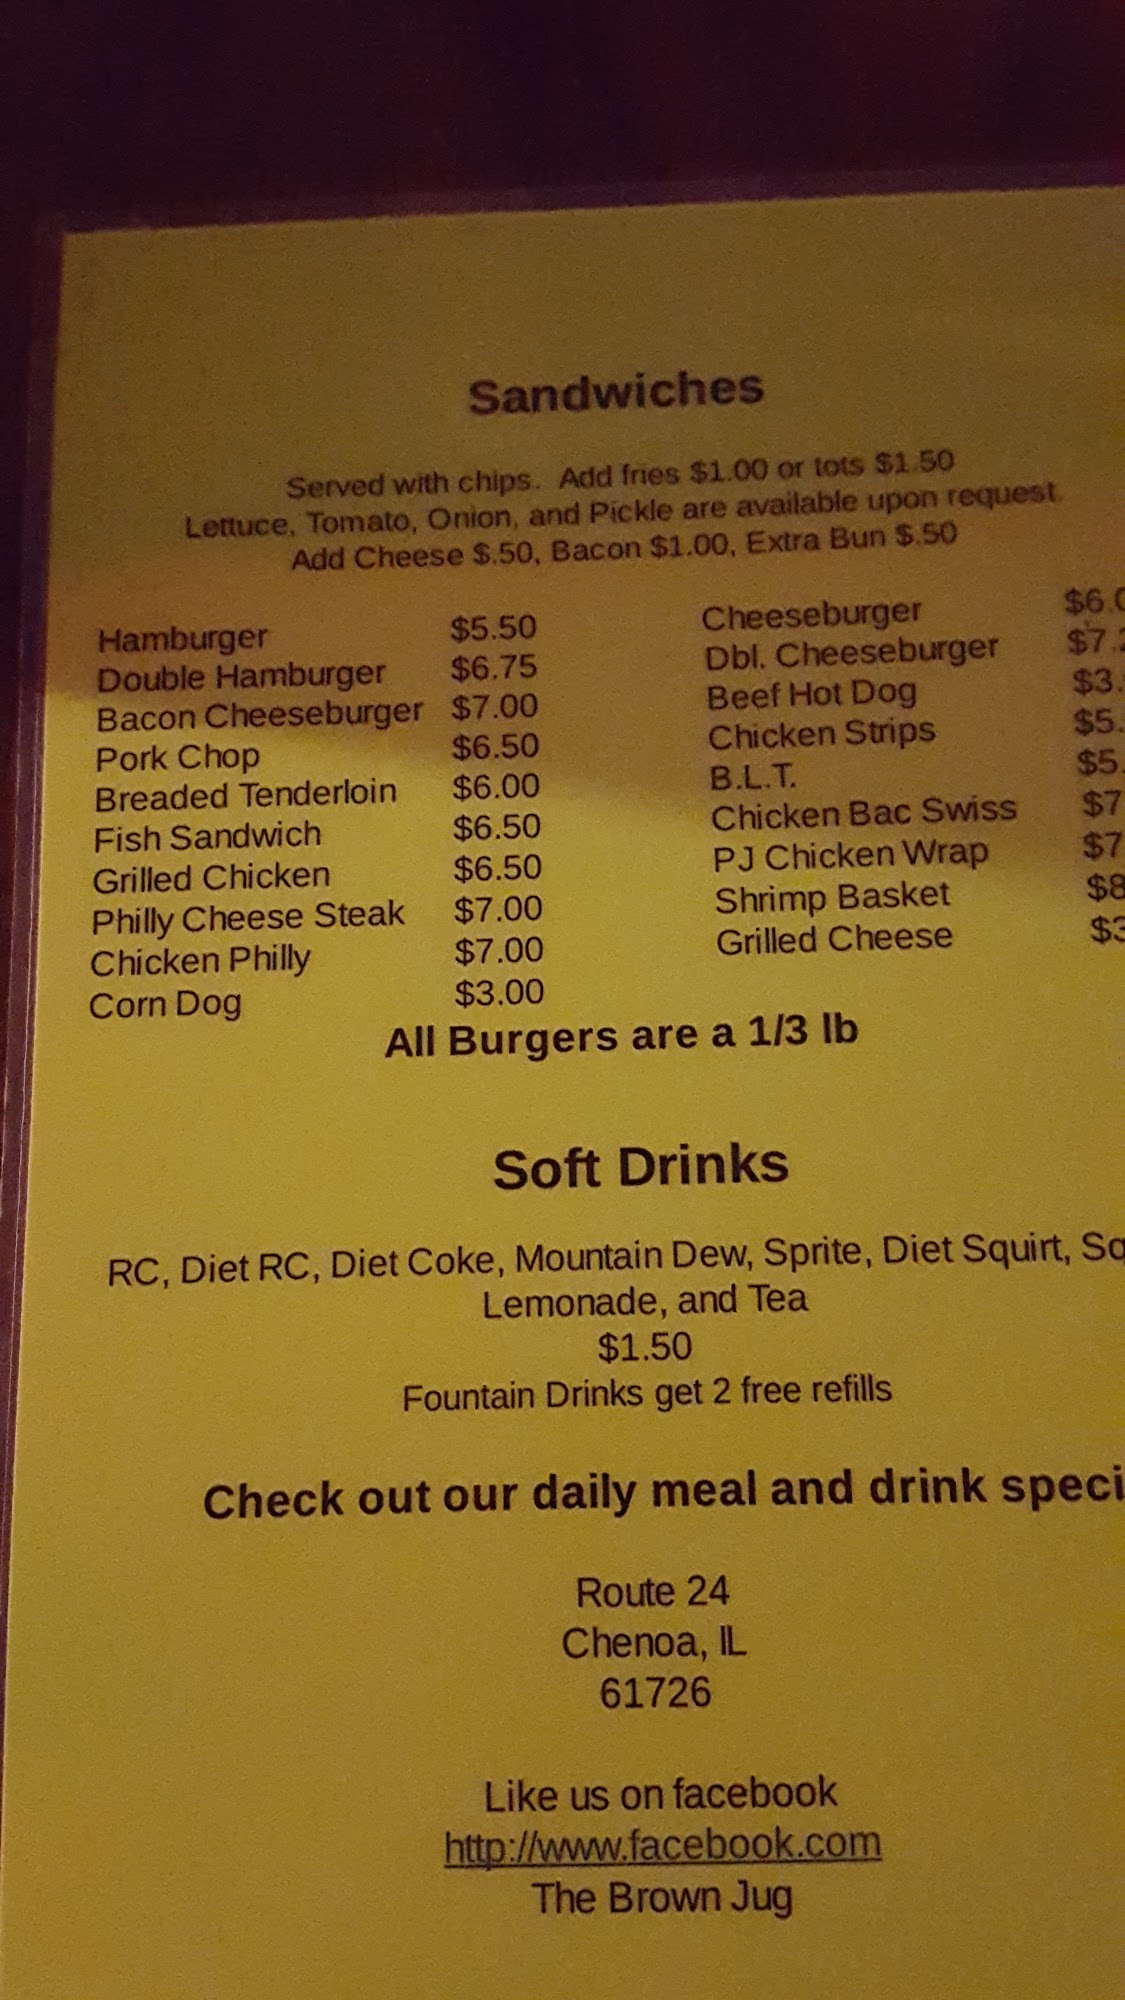 Sandwiches
Served with chips. Add fries $1.00 or tots $1.50
Lettuce, Tomato, Onion, and Pickle are available upon request.
Add Cheese $.50, Bacon $1.00, Extra Bun $.50
Hamburger $5.50
Double Hamburger $6.75
Bacon Cheeseburger $7.00
Pork Chop $6.50
Breaded Tenderloin $6.00
Fish Sandwich $6.50
Grilled Chicken $6.50
Philly Cheese Steak $7.00
Chicken Philly $7.00
Corn Dog $3.00
Cheeseburger
Dbl. Cheeseburger
Beef Hot Dog
Chicken Strips
B.L.T.
Chicken Bac Swiss
PJ Chicken Wrap
Shrimp Basket
Grilled Cheese
All Burgers are a 1/3 lb
Soft Drinks
RC, Diet RC, Diet Coke, Mountain Dew, Sprite, Diet Squirt,
Lemonade, and Tea
$1.50
Fountain Drinks get 2 free refills
Check out our daily meal and drink
Route 24
Chenoa, IL
61726
Like us on facebook
http://www.facebook.com
The Brown Jug